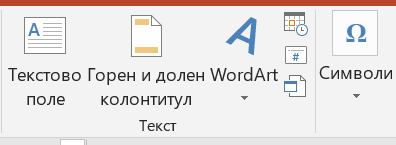 Текстово поле
Горен и долен колонтитул
WordArt
Символи
Текст